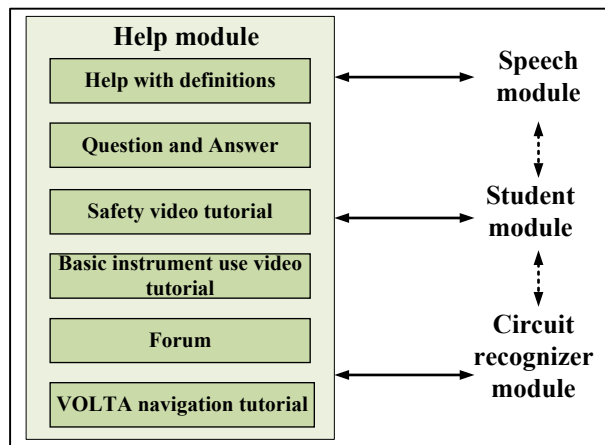 Help module
Help with definitions
Question and Answer
Safety video tutorial
Basic instrument use video
tutorial
Forum
VOLTA navigation tutorial
Speech
module
Student
module
Circuit
recognizer
module